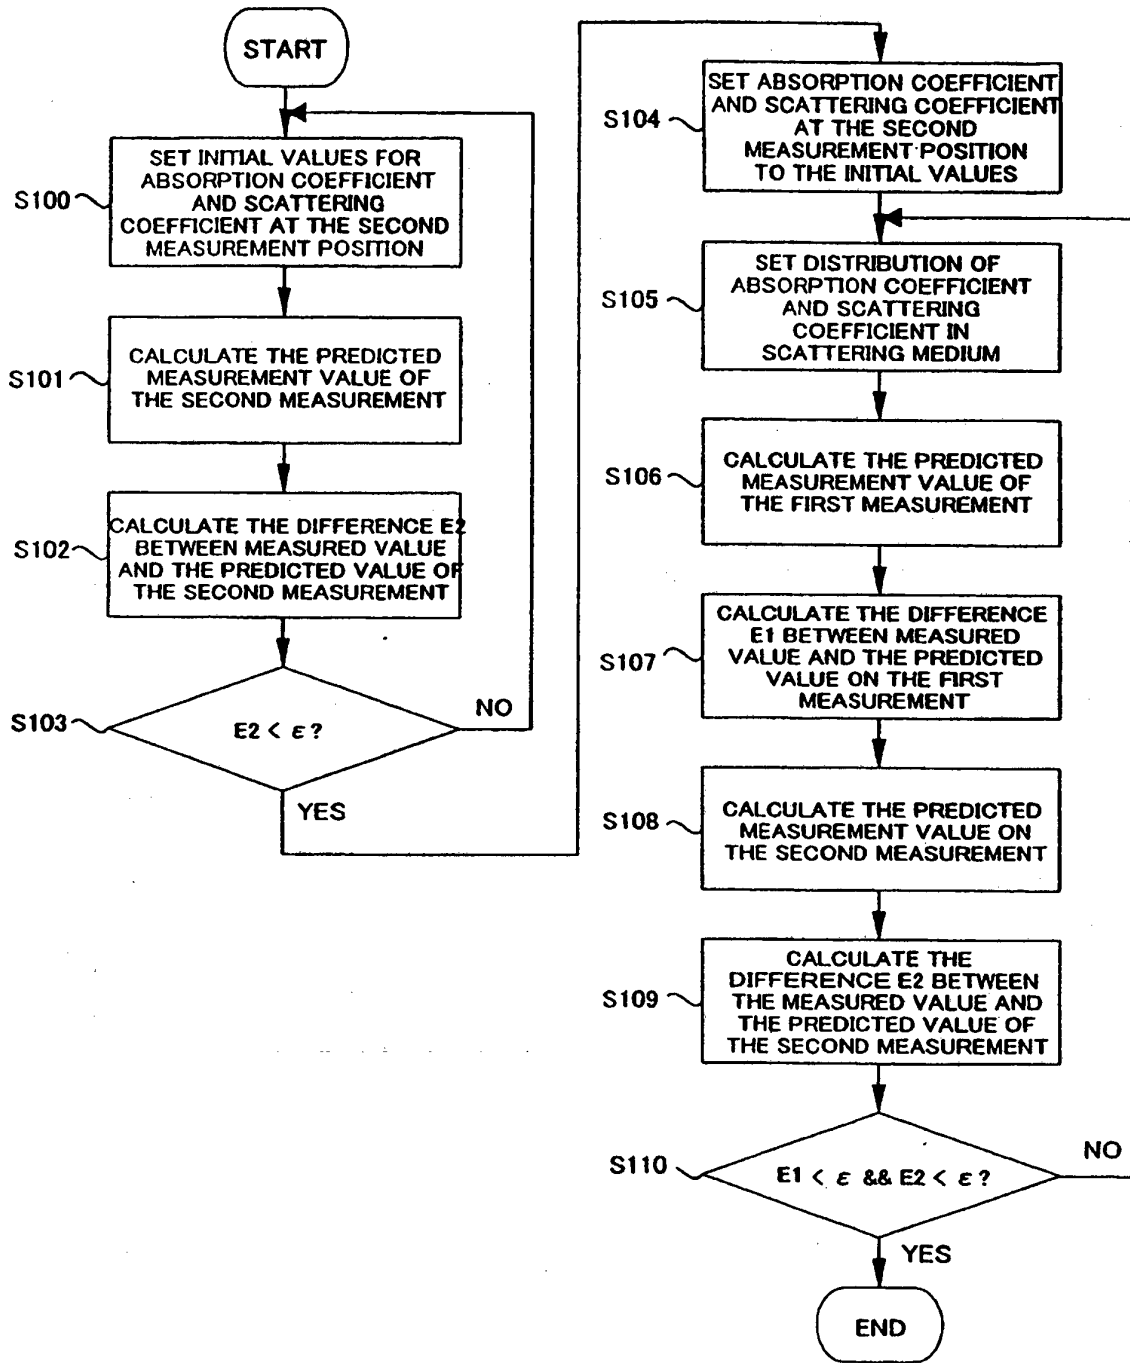 START
S100
SET INITIAL VALUES FOR
ABSORPTION COEFFICIENT
AND SCATTERING
COEFFICIENT AT THE SECOND
MEASUREMENT POSITION
S101
CALCULATE THE PREDICTED
MEASUREMENT VALUE OF
THE SECOND MEASUREMENT
S102
CALCULATE THE DIFFERENCE E2
BETWEEN MEASURED VALUE
AND THE PREDICTED VALUE OF
THE SECOND MEASUREMENT
S103
E2 < ε ?
NO
YES
S104
SET ABSORPTION COEFFICIENT
AND SCATTERING COEFFICIENT
AT THE SECOND
MEASUREMENT POSITION
TO THE INITIAL VALUES
S105
SET DISTRIBUTION OF
ABSORPTION COEFFICIENT
AND SCATTERING
COEFFICIENT IN
SCATTERING MEDIUM
S106
CALCULATE THE PREDICTED
MEASUREMENT VALUE OF
THE FIRST MEASUREMENT
S107
CALCULATE THE DIFFERENCE
E1 BETWEEN MEASURED
VALUE AND THE PREDICTED
VALUE ON THE FIRST
MEASUREMENT
S108
CALCULATE THE PREDICTED
MEASUREMENT VALUE ON
THE SECOND MEASUREMENT
S109
CALCULATE THE
DIFFERENCE E2 BETWEEN
THE MEASURED VALUE AND
THE PREDICTED VALUE OF
THE SECOND MEASUREMENT
S110
E1 < ε && E2 < ε ?
NO
YES
END